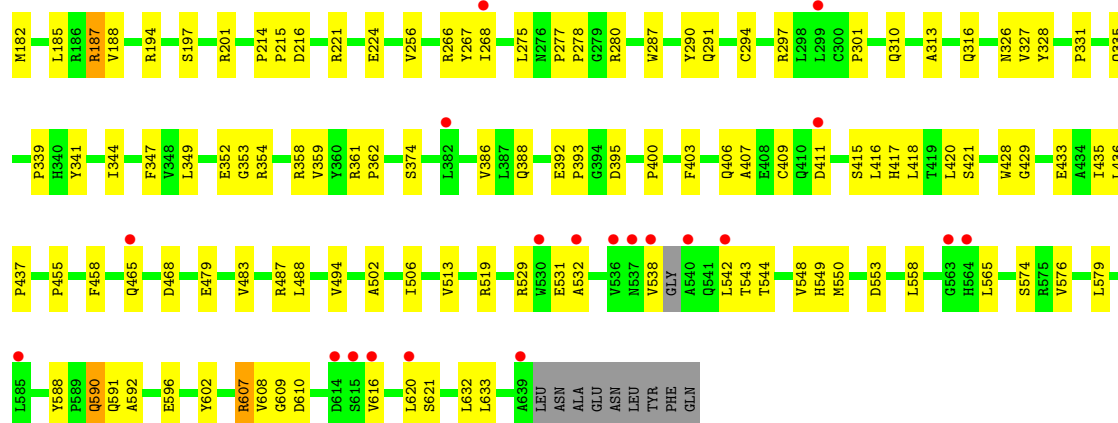 M182 L185 R186 R187 V188 R194 S197 R201 P214 P215 D216 R221 E224 V256 R266 Y267 I268 L275 N276 P277 P278 G279 R280 W287 Y290 Q291 C294 R297 L298 L299 C300 P301 Q310 A313 Q316 N326 V327 Y328 P331 Q335
P339 H340 Y341 I344 F347 V348 L349 E352 G353 R354 R358 V359 Y360 R361 P362 S374 L382 V386 L387 Q388 E392 P393 G394 D395 P400 F403 Q406 A407 E408 C409 Q410 D411 S415 L416 H417 L418 T419 L420 S421 W428 G429 E433 A434 I435 L436
P437 P455 F458 Q465 D468 E479 V483 R487 L488 V494 A502 I506 V513 R519 R529 W530 E531 A532 V536 N537 V538 GLY A540 Q541 L542 T543 T544 V548 H549 M550 D553 L558 G563 H564 L565 S574 R575 V576 L579
L585 Y588 P589 Q590 Q591 A592 E596 Y602 R607 V608 G609 D610 D614 S615 V616 L620 S621 L632 L633 A639 LEU ASN ALA GLU ASN LEU TYR PHE GLN